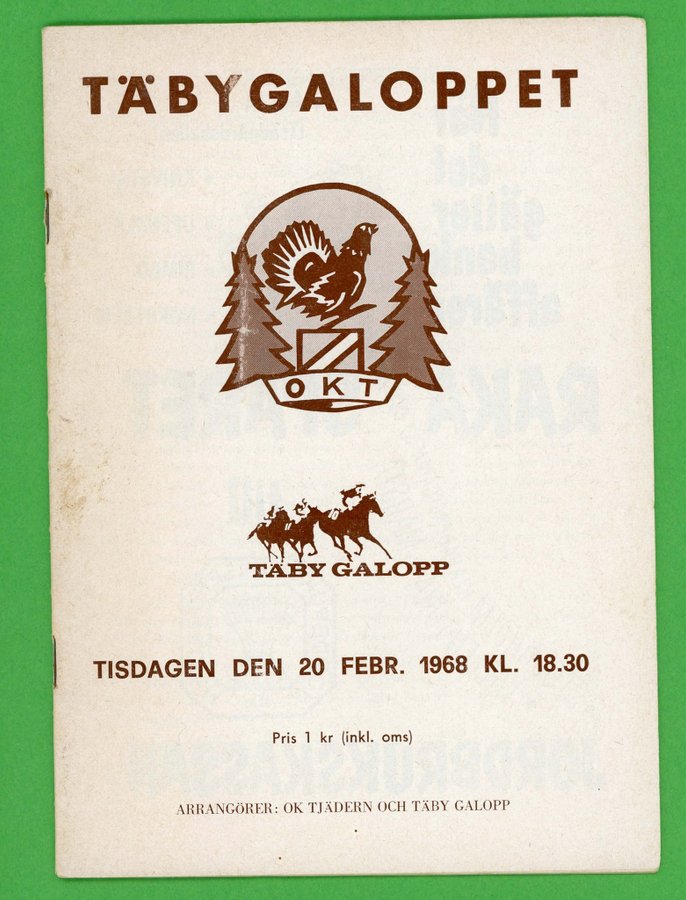 TÄBYGALOPPET
OKT
TÄBY GALOPP
TISDAGEN DEN 20 FEBR. 1968 KL. 18.30
Pris 1 kr (inkl. oms)
ARRANGÖRER: OK TJÄDERN OCH TÄBY GALOPP